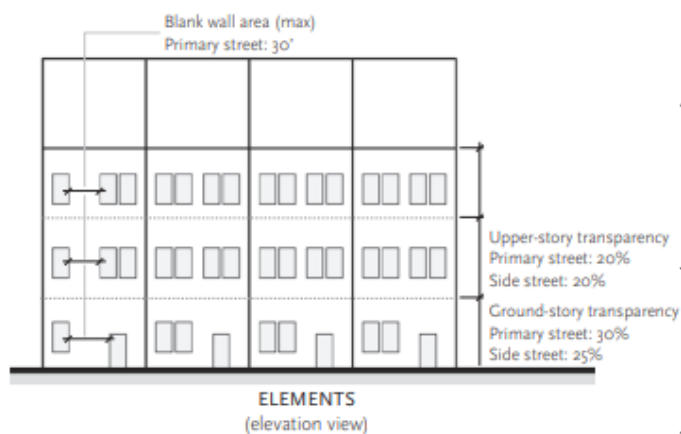 Blank wall area (max)
Primary street: 30'
Upper-story transparency
Primary street: 20%
Side street: 20%
Ground-story transparency
Primary street: 30%
Side street: 25%
ELEMENTS
(elevation view)